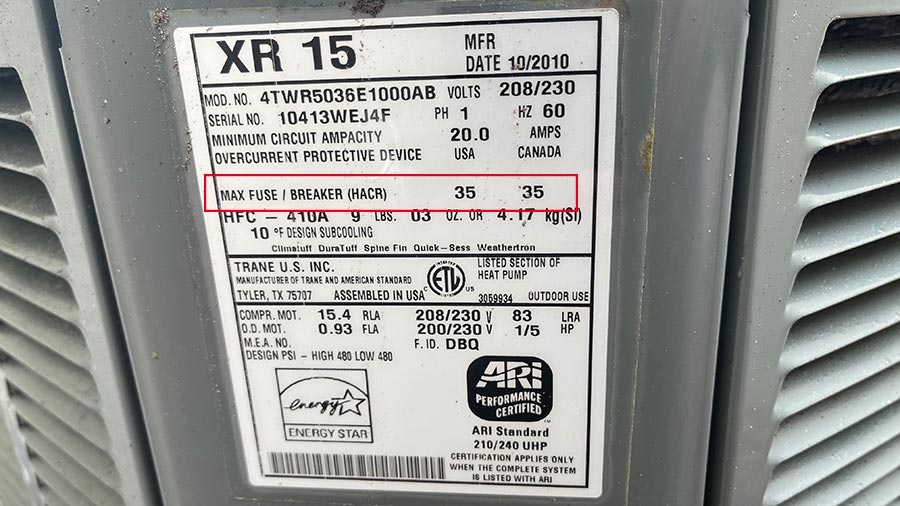 XR 15
MFR
DATE 10/2010
MOD. NO. 4TWR5036E1000AB VOLTS 208/230
SERIAL NO. 10413WEJ4F PH 1 HZ 60
MINIMUM CIRCUIT AMPACITY 20.0 AMPS
OVERCURRENT PROTECTIVE DEVICE USA CANADA
MAX FUSE / BREAKER (HACR) 35 35
HFC - 410A 9 LBS. 03 OZ. OR 4.17 kg(SI)
10 °F DESIGN SUBCOOLING
Climatuff DuraTuff Spine Fin Quick-Sess Weathertron
TRANE U.S. INC.
MANUFACTURER OF TRANE AND AMERICAN STANDARD
TYLER, TX 75707 ASSEMBLED IN USA
C ETL US
INTERTEK
LISTED SECTION OF
HEAT PUMP
3059934 OUTDOOR USE
COMPR. MOT. 15.4 RLA 208/230 V 83 LRA
O.D. MOT. 0.93 FLA 200/230 V 1/5 HP
M.E.A. NO. F. ID. DBQ
DESIGN PSI - HIGH 480 LOW 480
energy
ENERGY STAR
ARI
PERFORMANCE
CERTIFIED
ARI Standard
210/240 UHP
CERTIFICATION APPLIES ONLY
WHEN THE COMPLETE SYSTEM
IS LISTED WITH ARI